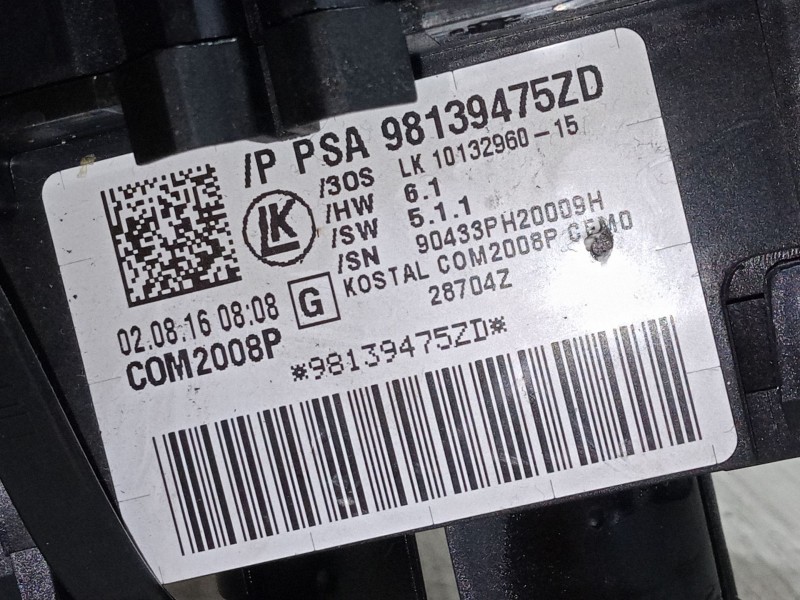 /P PSA 98139475ZD
/3OS LK 10132960-15
/HW 6.1
/SW 5.1.1
/SN 90433PH20009H
KOSTAL COM2008P
28704Z
LK
G
02.08.16 08:08
COM2008P
*98139475ZD*